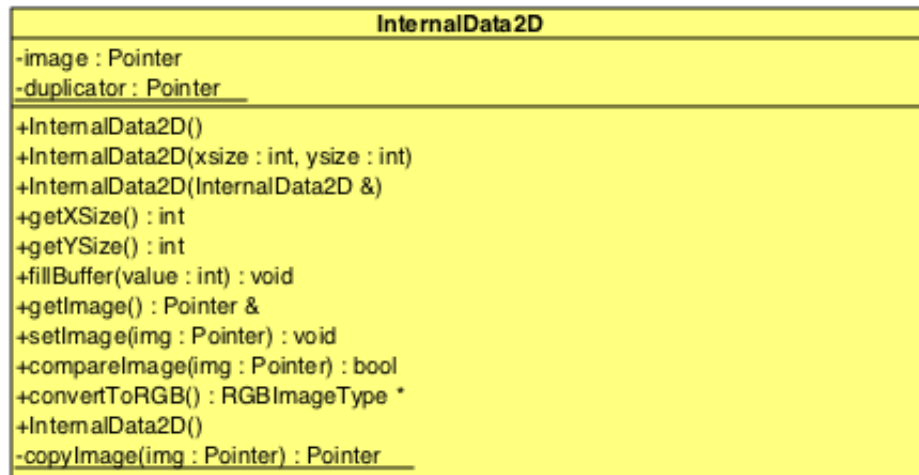 InternalData2D
-image : Pointer
-duplicator : Pointer
+InternalData2D()
+InternalData2D(xsize : int, ysize : int)
+InternalData2D(InternalData2D &)
+getXSize() : int
+getYSize() : int
+fillBuffer(value : int) : void
+getImage() : Pointer &
+setImage(img : Pointer) : void
+compareImage(img : Pointer) : bool
+convertToRGB() : RGBImageType *
+InternalData2D()
-copyImage(img : Pointer) : Pointer